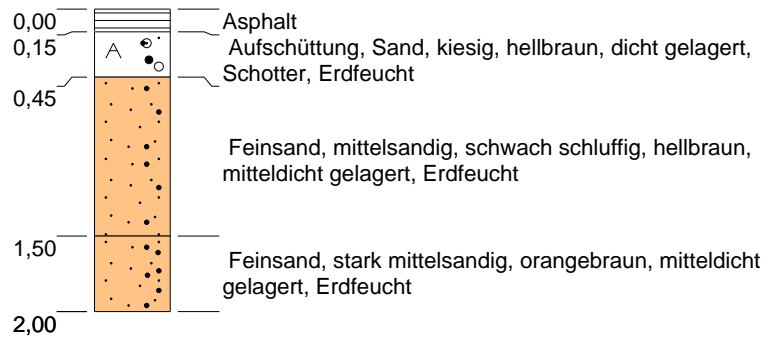 0,00
Asphalt
0,15
Aufschüttung, Sand, kiesig, hellbraun, dicht gelagert,
Schotter, Erdfeucht
A
0,45
Feinsand, mittelsandig, schwach schluffig, hellbraun,
mitteldicht gelagert, Erdfeucht
1,50
Feinsand, stark mittelsandig, orangebraun, mitteldicht
gelagert, Erdfeucht
2,00